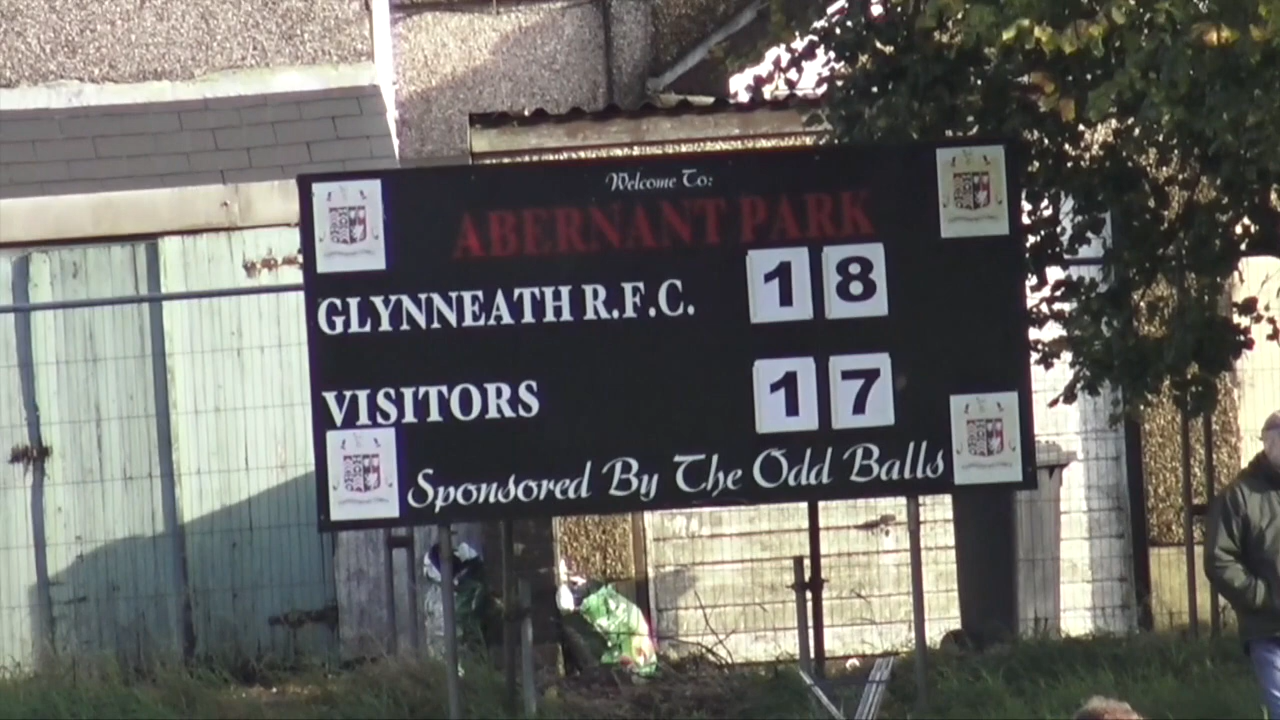 Welcome To:
ABERNANT PARK
GLYNNEATH R.F.C. 18
VISITORS 17
Sponsored By The Odd Balls